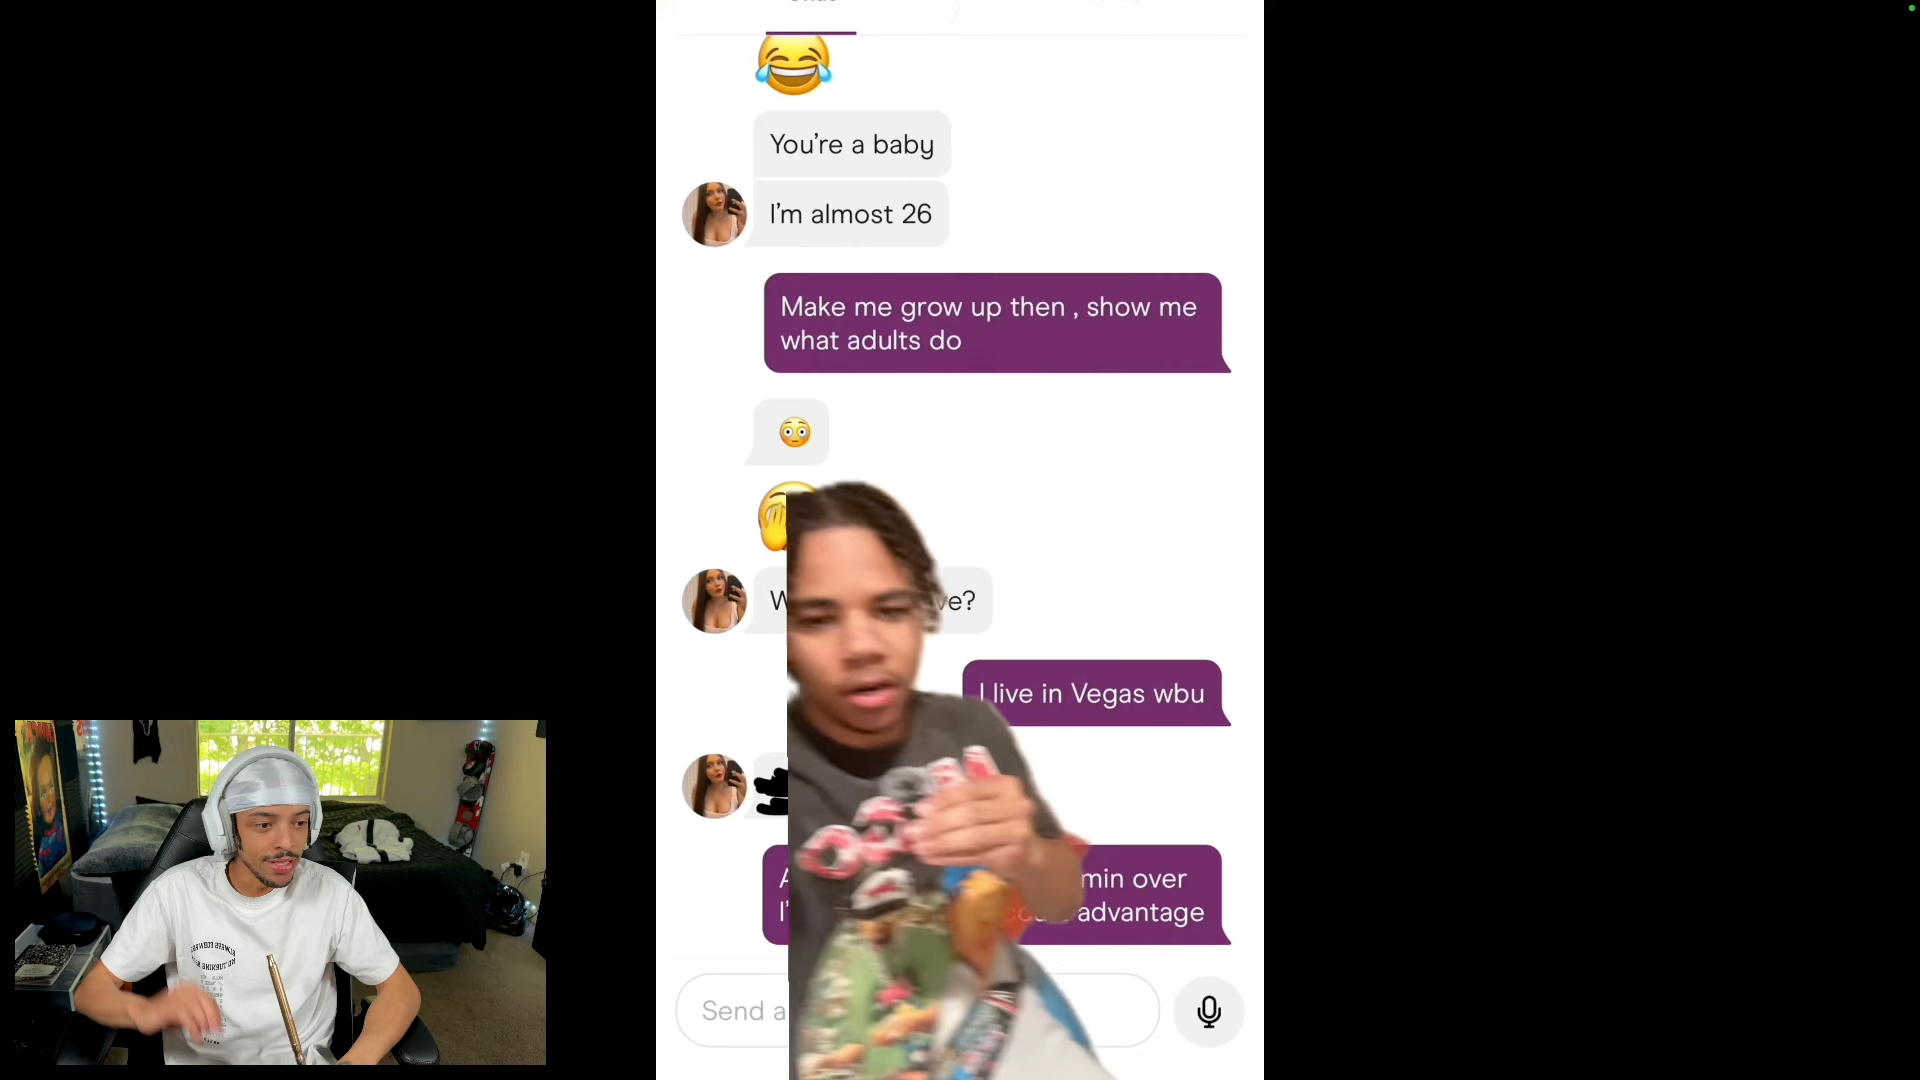 You're a baby
I'm almost 26
Make me grow up then , show me
what adults do
ve?
I live in Vegas wbu
min over
advantage
Send a